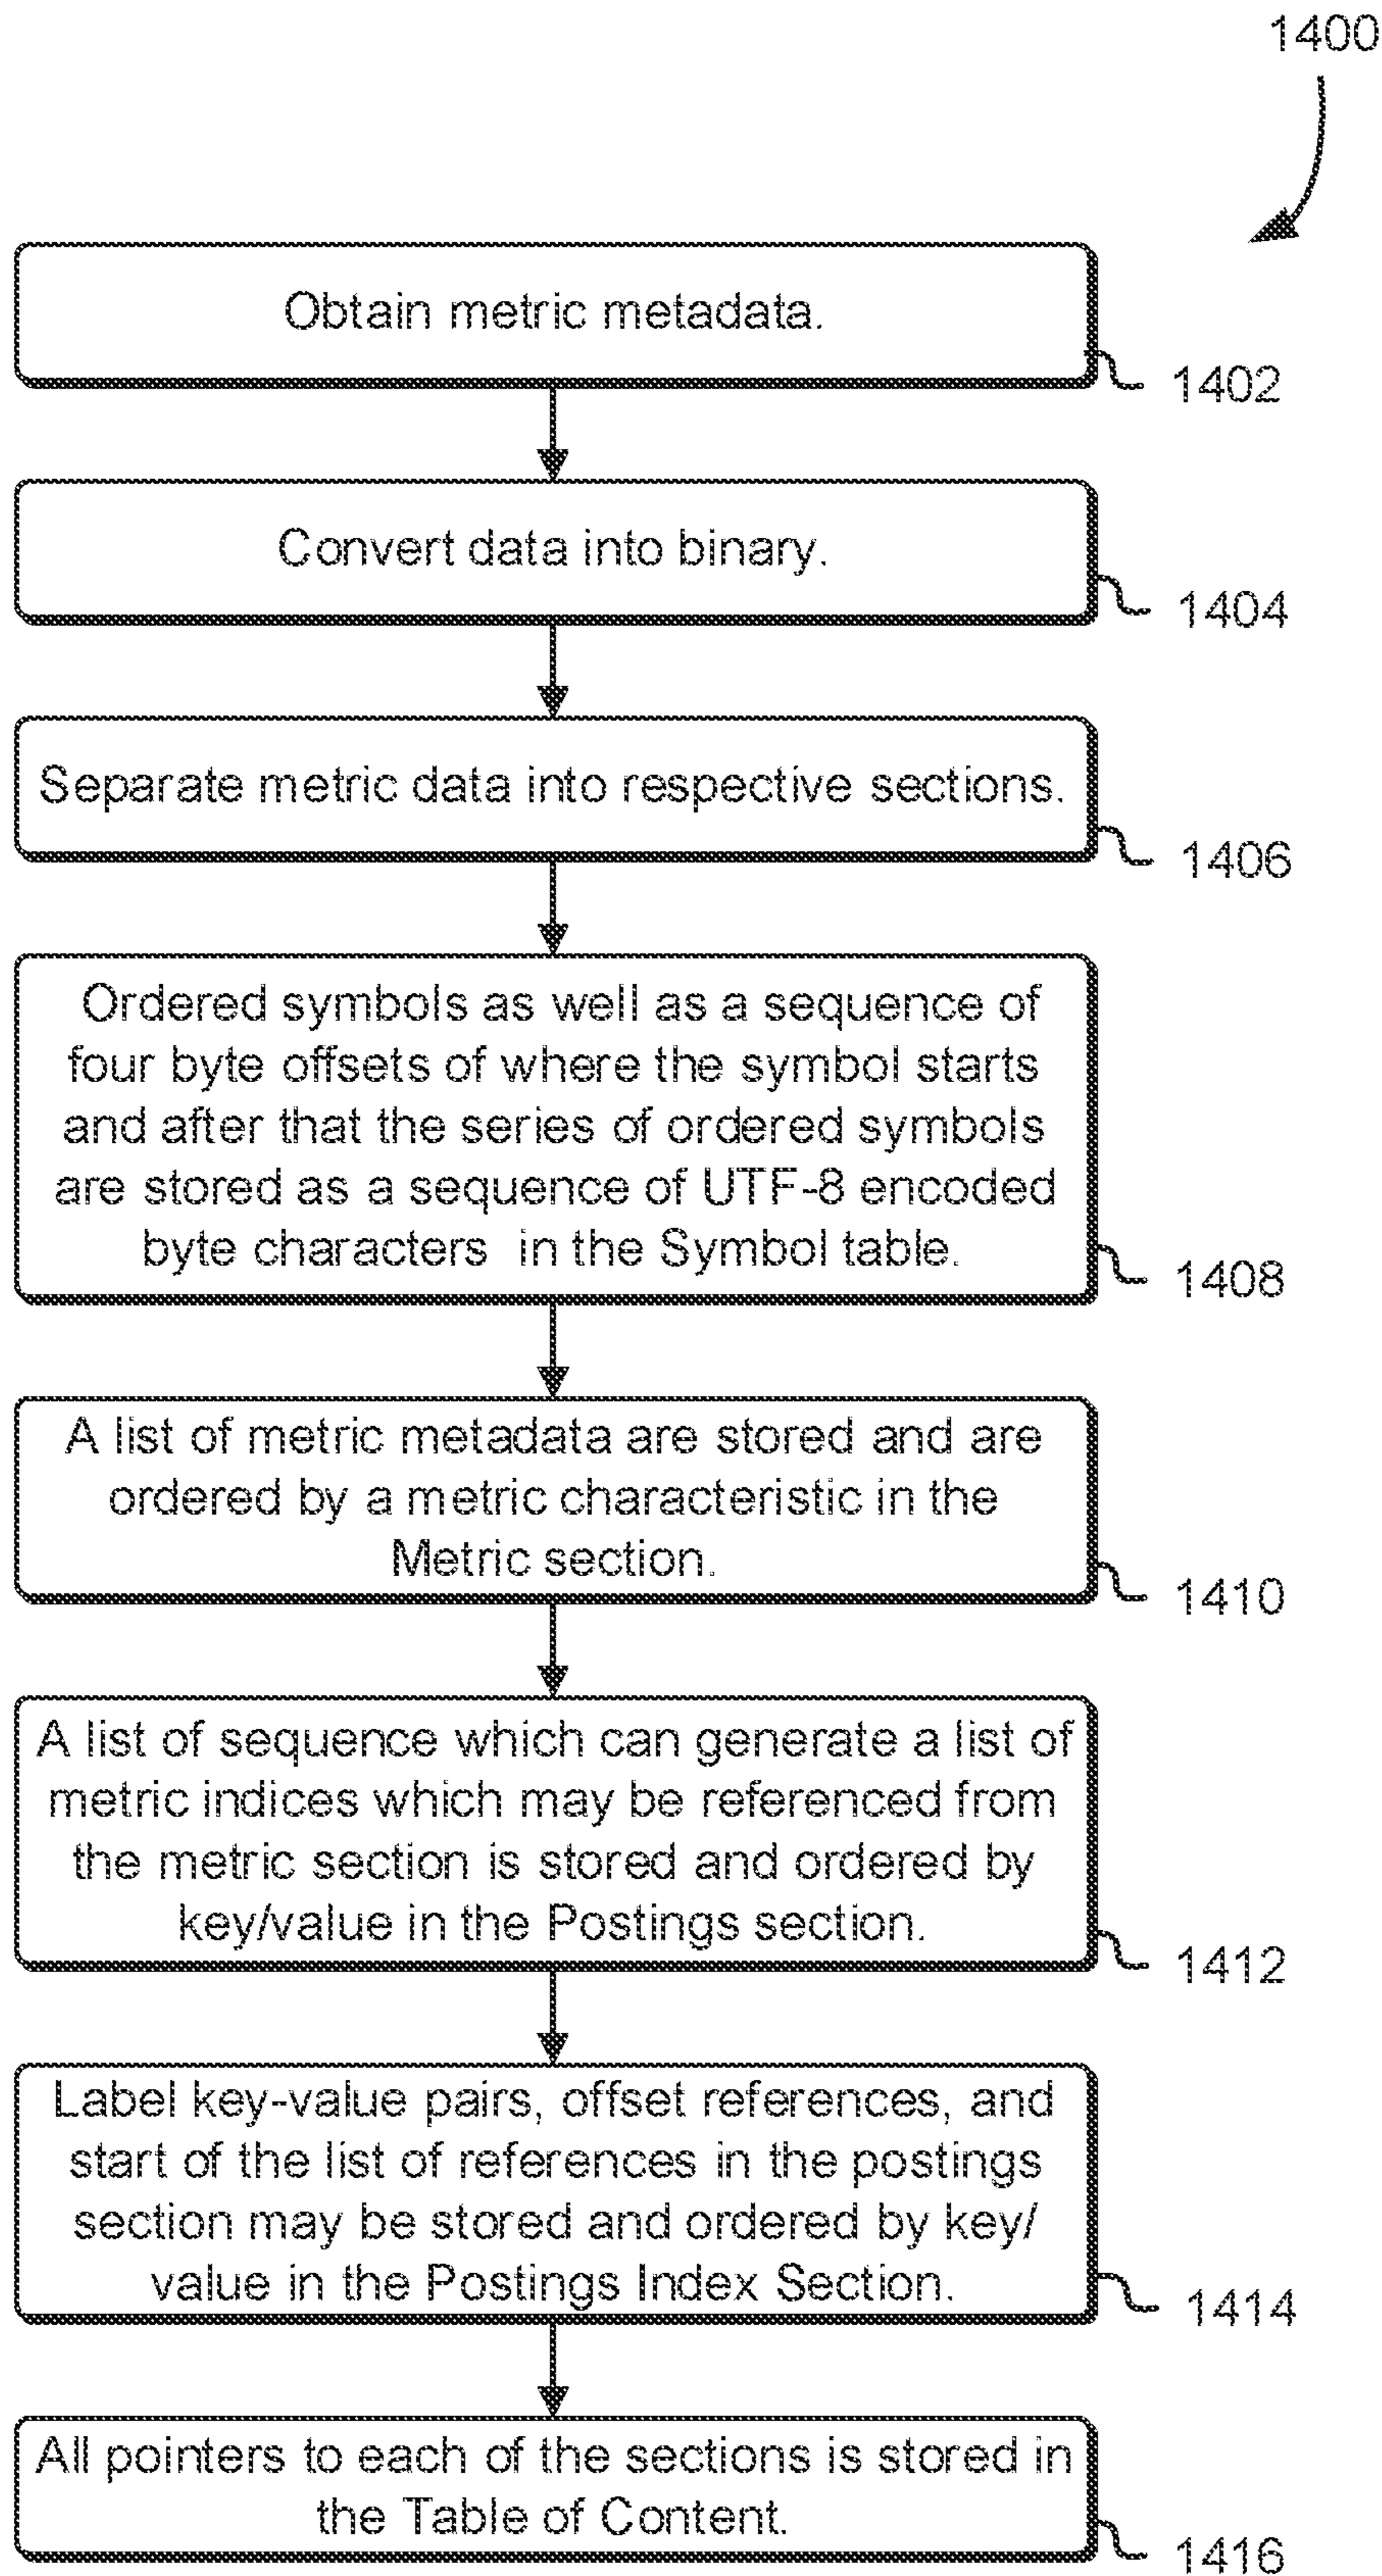 1400
Obtain metric metadata.
1402
Convert data into binary.
1404
Separate metric data into respective sections.
1406
Ordered symbols as well as a sequence of
four byte offsets of where the symbol starts
and after that the series of ordered symbols
are stored as a sequence of UTF-8 encoded
byte characters in the Symbol table.
1408
A list of metric metadata are stored and are
ordered by a metric characteristic in the
Metric section.
1410
A list of sequence which can generate a list of
metric indices which may be referenced from
the metric section is stored and ordered by
key/value in the Postings section.
1412
Label key-value pairs, offset references, and
start of the list of references in the postings
section may be stored and ordered by key/
value in the Postings Index Section.
1414
All pointers to each of the sections is stored in
the Table of Content.
1416